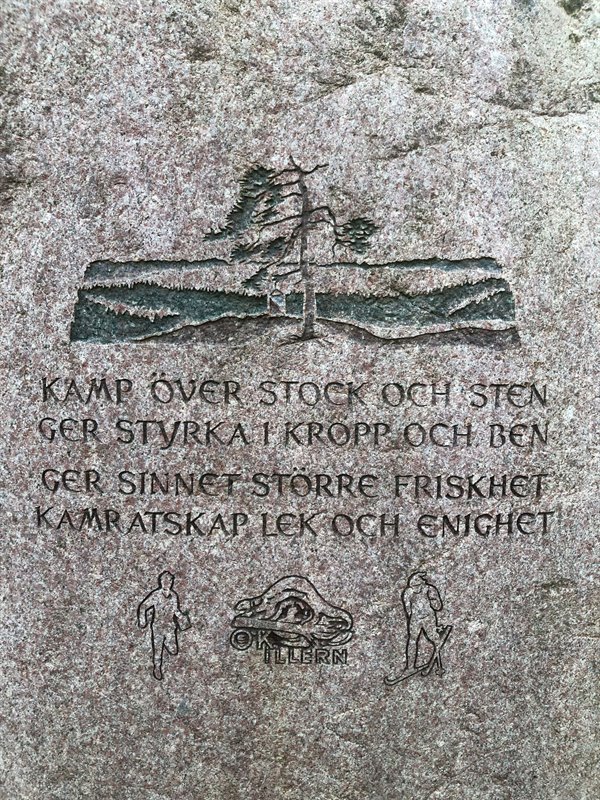 KAMP ÖVER STOCK OCH STEN
GER STYRKA I KROPP OCH BEN
GER SINNET STÖRRE FRISKHET
KAMRATSKAP LEK OCH ENIGHET
OK
ILLERN